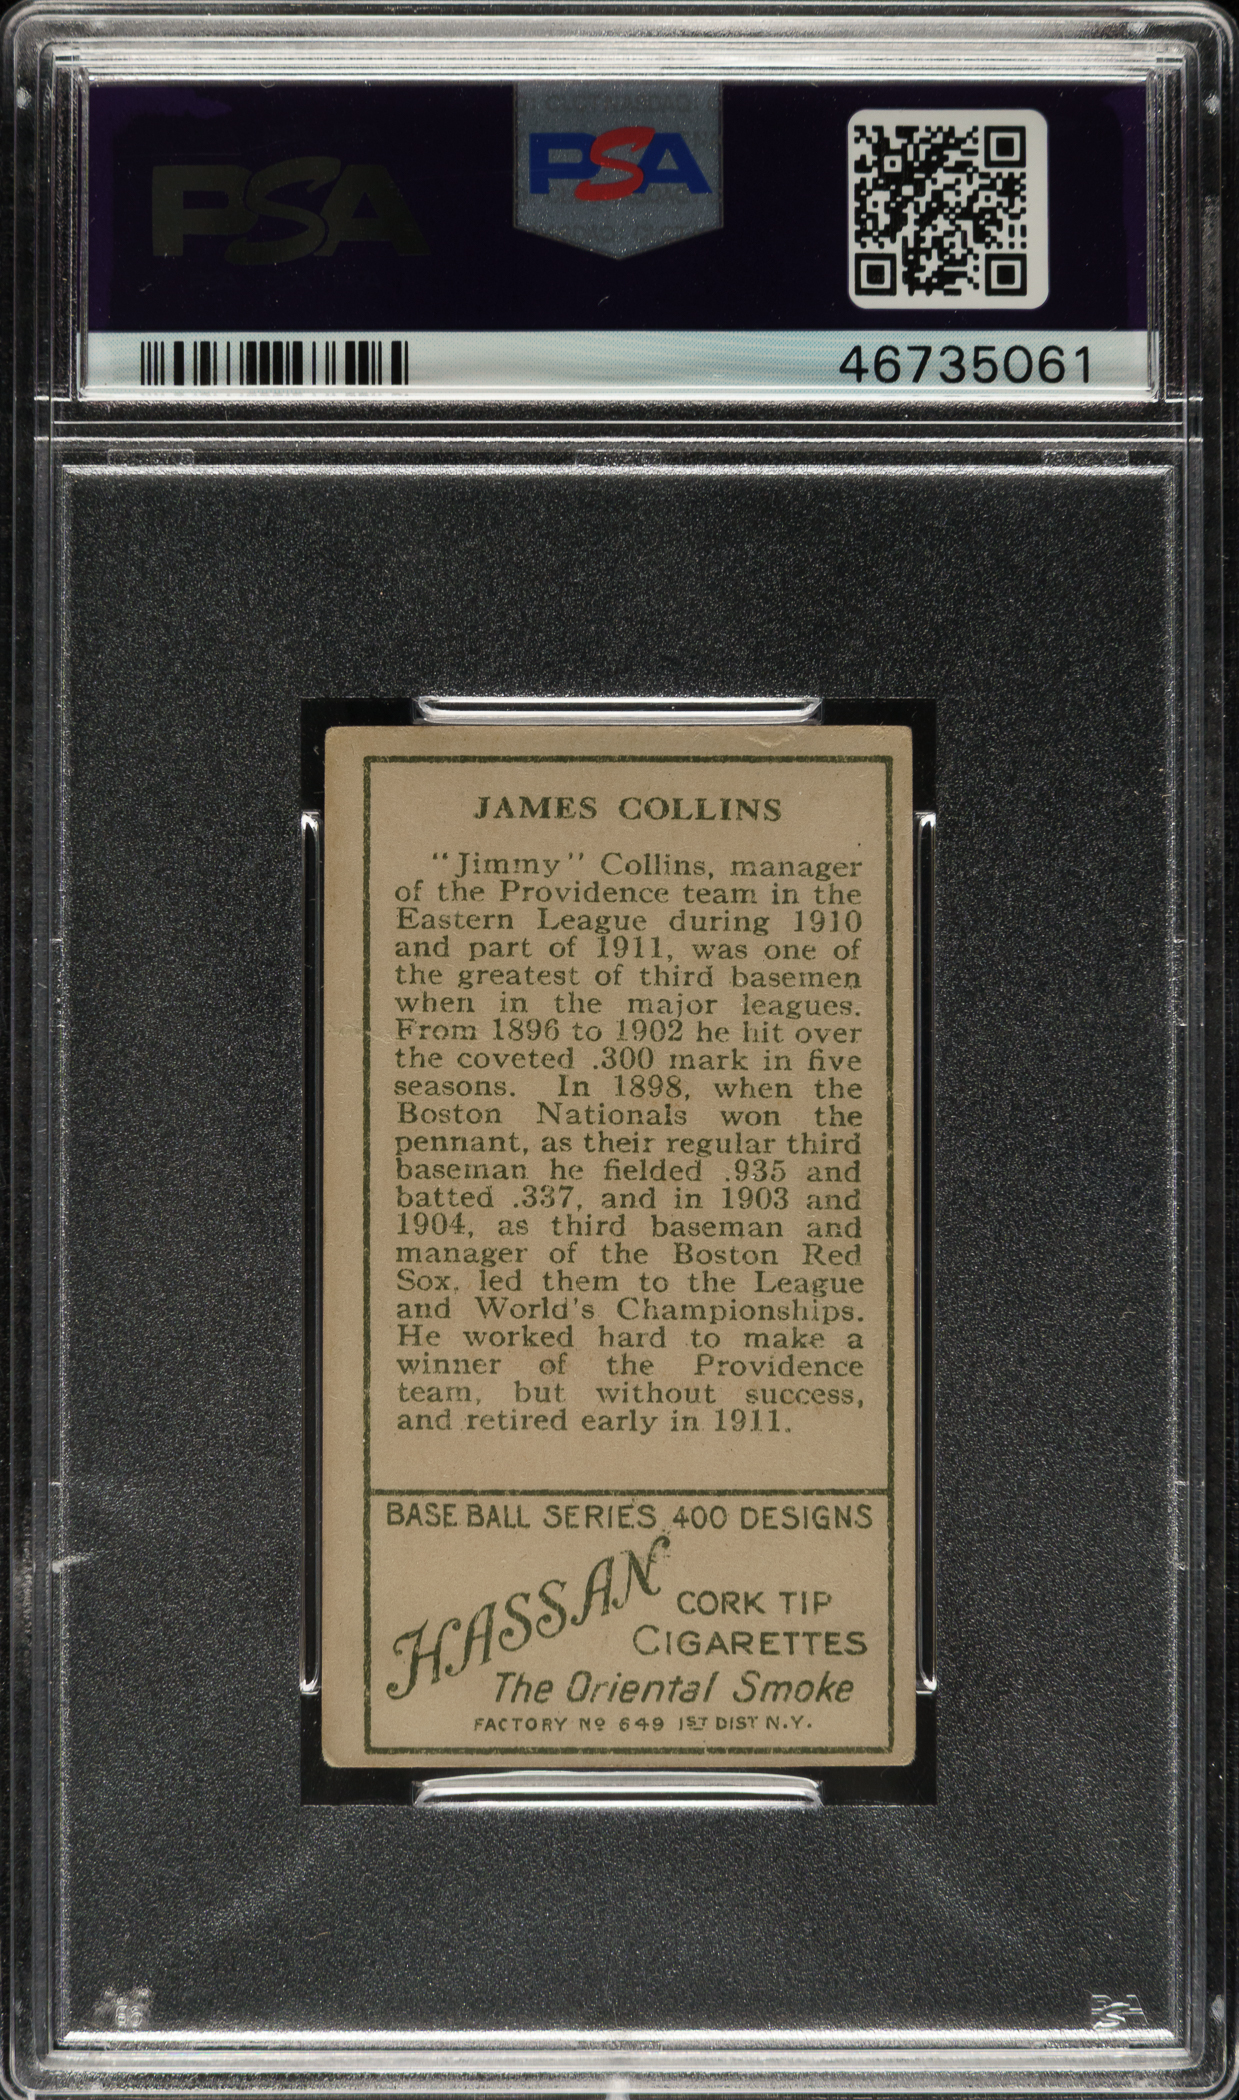 PSA
PSA
46735061
JAMES COLLINS
"Jimmy" Collins, manager
of the Providence team in the
Eastern League during 1910
and part of 1911, was one of
the greatest of third basemen
when in the major leagues.
From 1896 to 1902 he hit over
the coveted .300 mark in five
seasons. In 1898, when the
Boston Nationals won the
pennant, as their regular third
baseman he fielded .935 and
batted .337, and in 1903 and
1904, as third baseman and
manager of the Boston Red
Sox, led them to the League
and World's Championships.
He worked hard to make a
winner of the Providence
team, but without success,
and retired early in 1911.
BASE BALL SERIES 400 DESIGNS
HASSAN
CORK TIP
CIGARETTES
The Oriental Smoke
FACTORY Nº 649 1ST DIST N.Y.
PSA